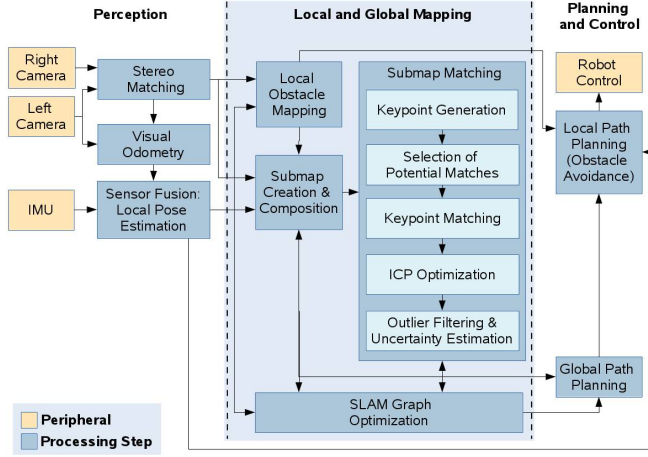 Perception
Local and Global Mapping
Planning
and Control
Right
Camera
Left
Camera
IMU
Stereo
Matching
Visual
Odometry
Sensor Fusion:
Local Pose
Estimation
Local
Obstacle
Mapping
Submap
Creation &
Composition
Submap Matching
Keypoint Generation
Selection of
Potential Matches
Keypoint Matching
ICP Optimization
Outlier Filtering &
Uncertainty Estimation
SLAM Graph
Optimization
Robot
Control
Local Path
Planning
(Obstacle
Avoidance)
Global Path
Planning
Peripheral
Processing Step